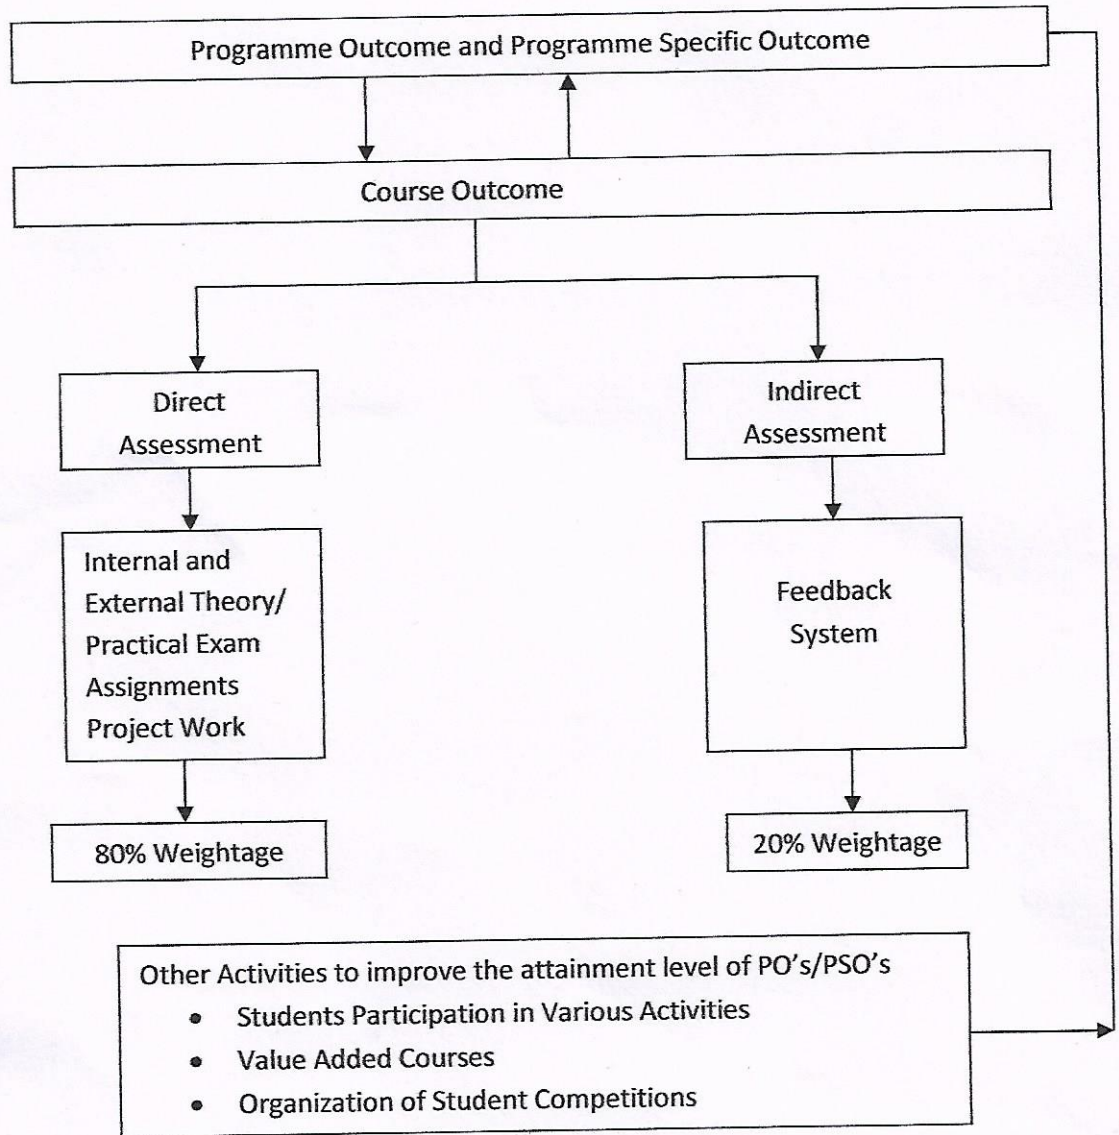 Programme Outcome and Programme Specific Outcome
Course Outcome
Direct
Assessment
Indirect
Assessment
Internal and
External Theory/
Practical Exam
Assignments
Project Work
Feedback
System
80% Weightage
20% Weightage
Other Activities to improve the attainment level of PO's/PSO's
• Students Participation in Various Activities
• Value Added Courses
• Organization of Student Competitions